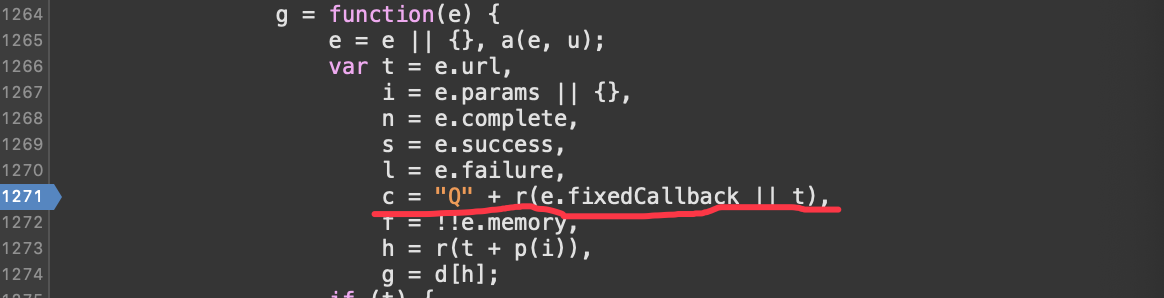 1264 g = function(e) {
1265 e = e || {}, a(e, u);
1266 var t = e.url,
1267 i = e.params || {},
1268 n = e.complete,
1269 s = e.success,
1270 l = e.failure,
1271 c = "Q" + r(e.fixedCallback || t),
1272 f = !!e.memory,
1273 h = r(t + p(i)),
1274 g = d[h];
1275 if (t) {